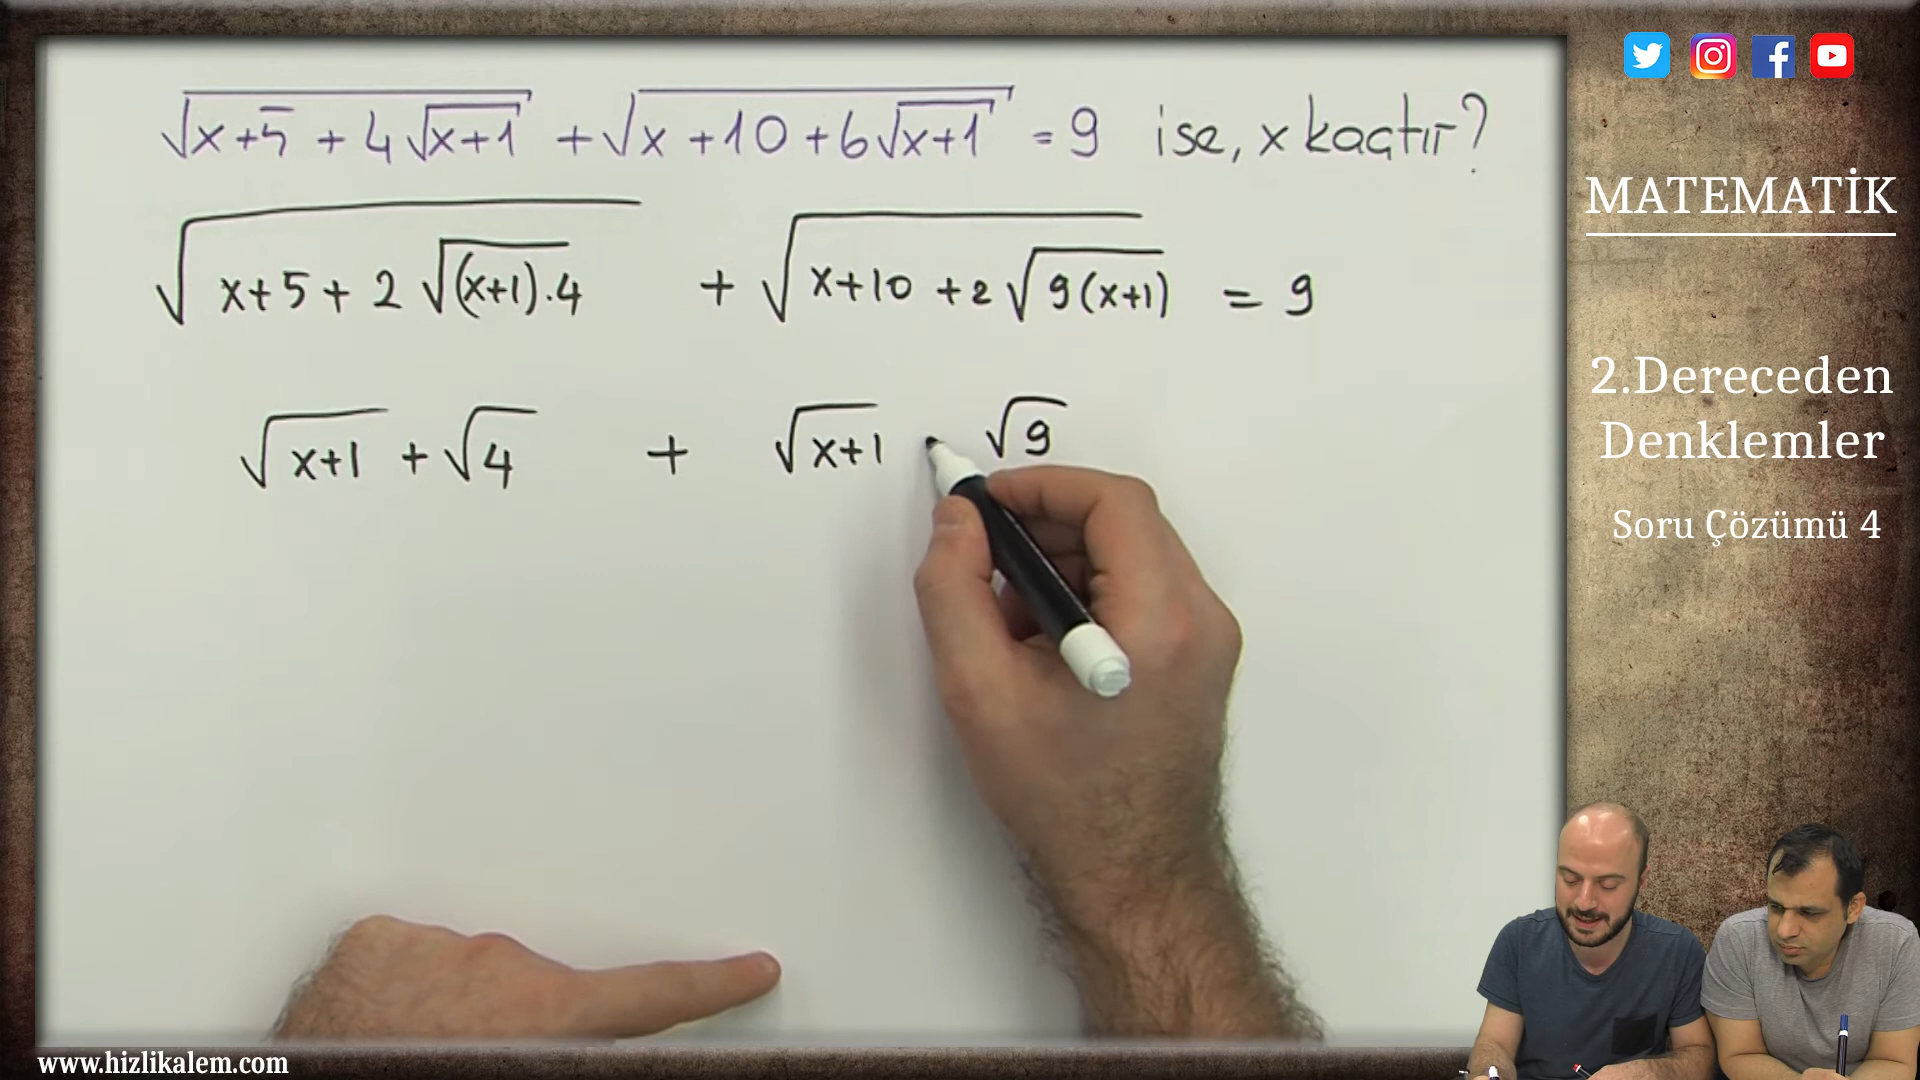 √(x+5+4√(x+1)) + √(x+10+6√(x+1)) = 9 ise, x kaçtır?
√(x+5+2√((x+1).4)) + √(x+10+2√(9(x+1))) = 9
√(x+1) + √4 + √(x+1) √9
MATEMATİK
2.Dereceden
Denklemler
Soru Çözümü 4
www.hizlikalem.com